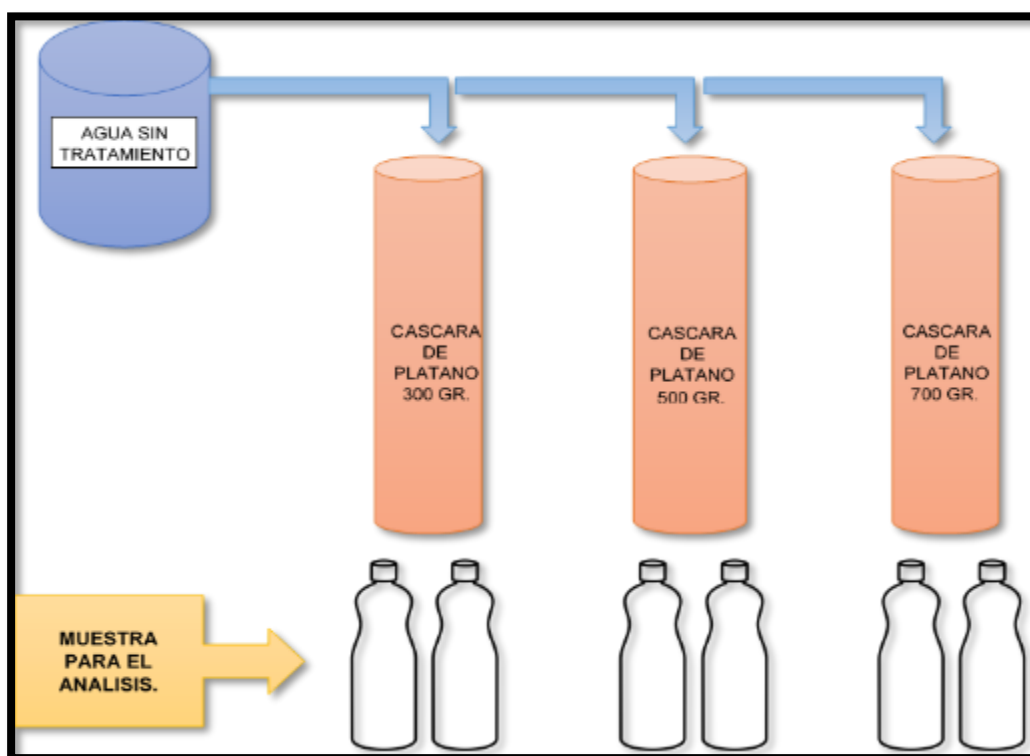 AGUA SIN
TRATAMIENTO
CASCARA
DE
PLATANO
300 GR.
CASCARA
DE
PLATANO
500 GR.
CASCARA
DE
PLATANO
700 GR.
MUESTRA
PARA EL
ANALISIS.